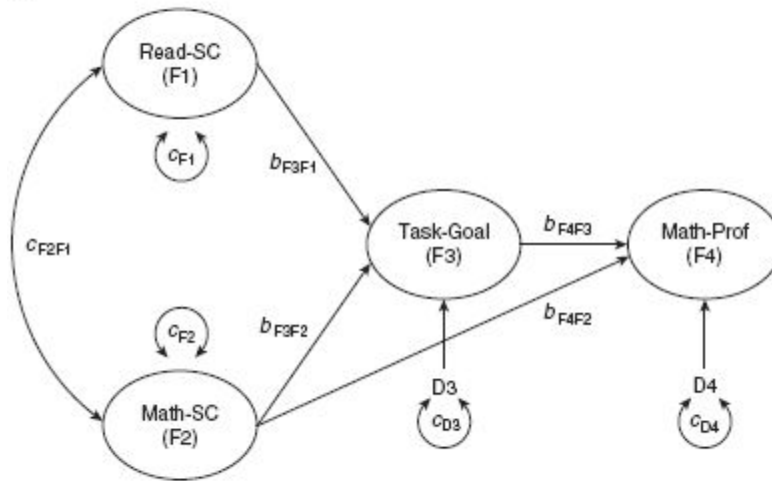 Read-SC
(F1)
cF1
bF3F1
Task-Goal
(F3)
bF4F3
Math-Prof
(F4)
cF2F1
cF2
bF3F2
bF4F2
Math-SC
(F2)
D3
cD3
D4
cD4